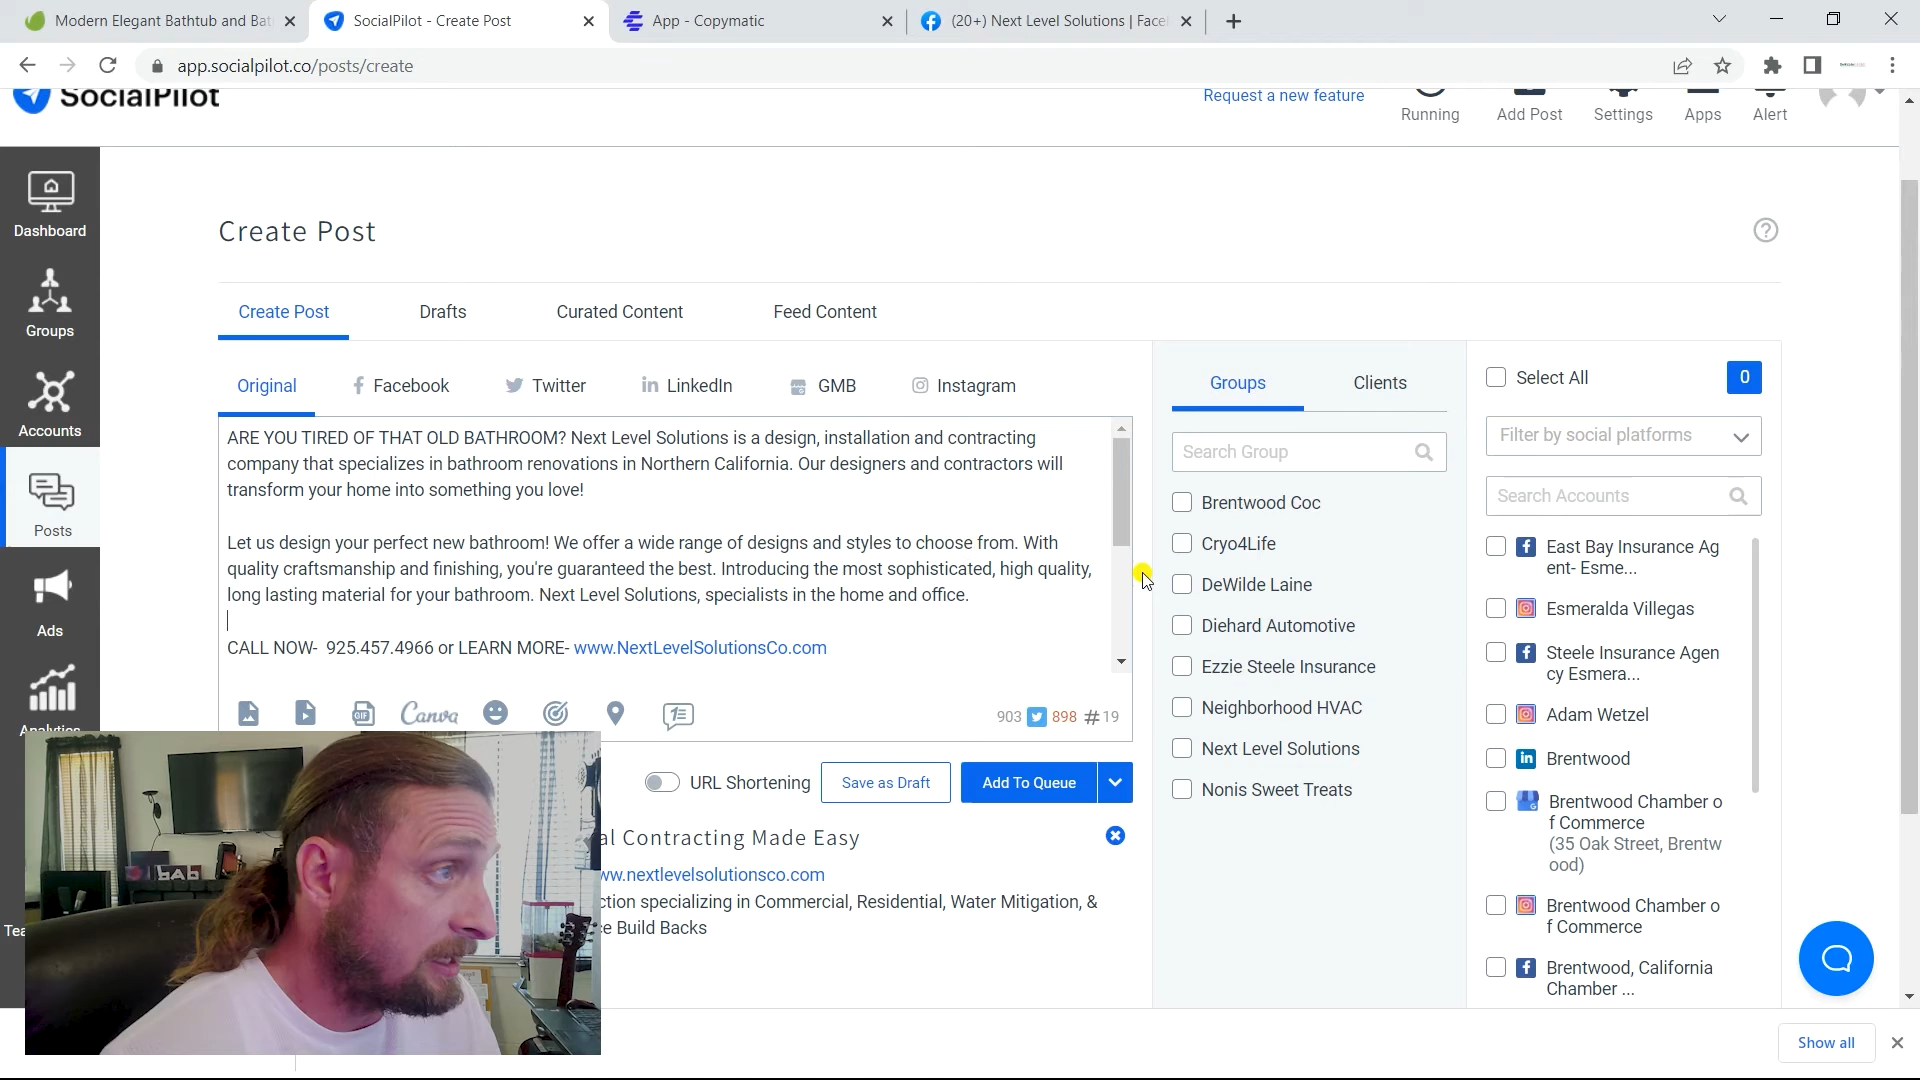 Modern Elegant Bathtub and Bat
SocialPilot - Create Post
App - Copymatic
(20+) Next Level Solutions | Face
app.socialpilot.co/posts/create
SocialPilot
Request a new feature
Running
Add Post
Settings
Apps
Alert
Dashboard
Groups
Accounts
Posts
Ads
Analytics
Create Post
Create Post
Drafts
Curated Content
Feed Content
Original
Facebook
Twitter
LinkedIn
GMB
Instagram
ARE YOU TIRED OF THAT OLD BATHROOM? Next Level Solutions is a design, installation and contracting
company that specializes in bathroom renovations in Northern California. Our designers and contractors will
transform your home into something you love!
Let us design your perfect new bathroom! We offer a wide range of designs and styles to choose from. With
quality craftsmanship and finishing, you're guaranteed the best. Introducing the most sophisticated, high quality,
long lasting material for your bathroom. Next Level Solutions, specialists in the home and office.
CALL NOW- 925.457.4966 or LEARN MORE- www.NextLevelSolutionsCo.com
GIF
Canva
903 898 #19
URL Shortening
Save as Draft
Add To Queue
al Contracting Made Easy
ww.nextlevelsolutionsco.com
ction specializing in Commercial, Residential, Water Mitigation, &
e Build Backs
Groups
Clients
Search Group
Brentwood Coc
Cryo4Life
DeWilde Laine
Diehard Automotive
Ezzie Steele Insurance
Neighborhood HVAC
Next Level Solutions
Nonis Sweet Treats
Select All
0
Filter by social platforms
Search Accounts
East Bay Insurance Ag
ent- Esme...
Esmeralda Villegas
Steele Insurance Agen
cy Esmera...
Adam Wetzel
Brentwood
Brentwood Chamber o
f Commerce
(35 Oak Street, Brentw
ood)
Brentwood Chamber o
f Commerce
Brentwood, California
Chamber ...
Tea
Show all